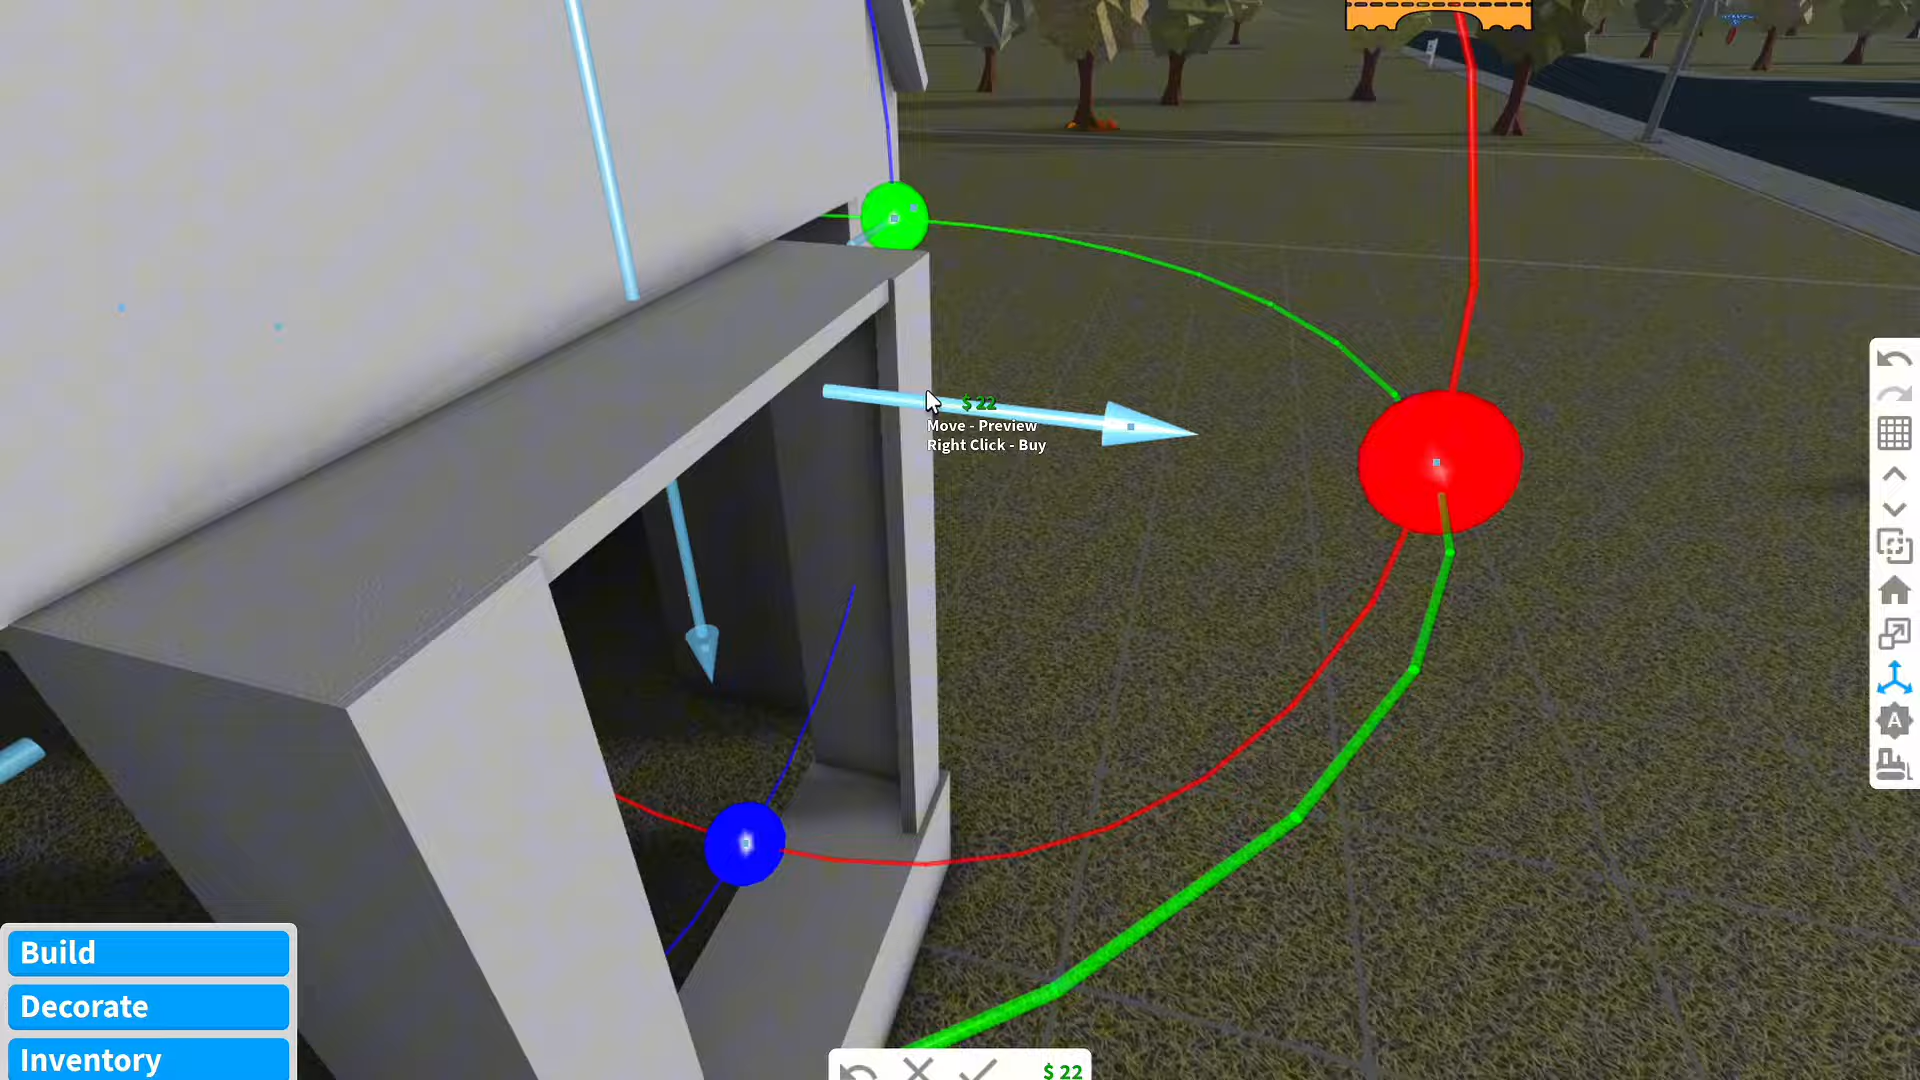 $ 22
Move - Preview
Right Click - Buy
A
Build
Decorate
Inventory
$ 22